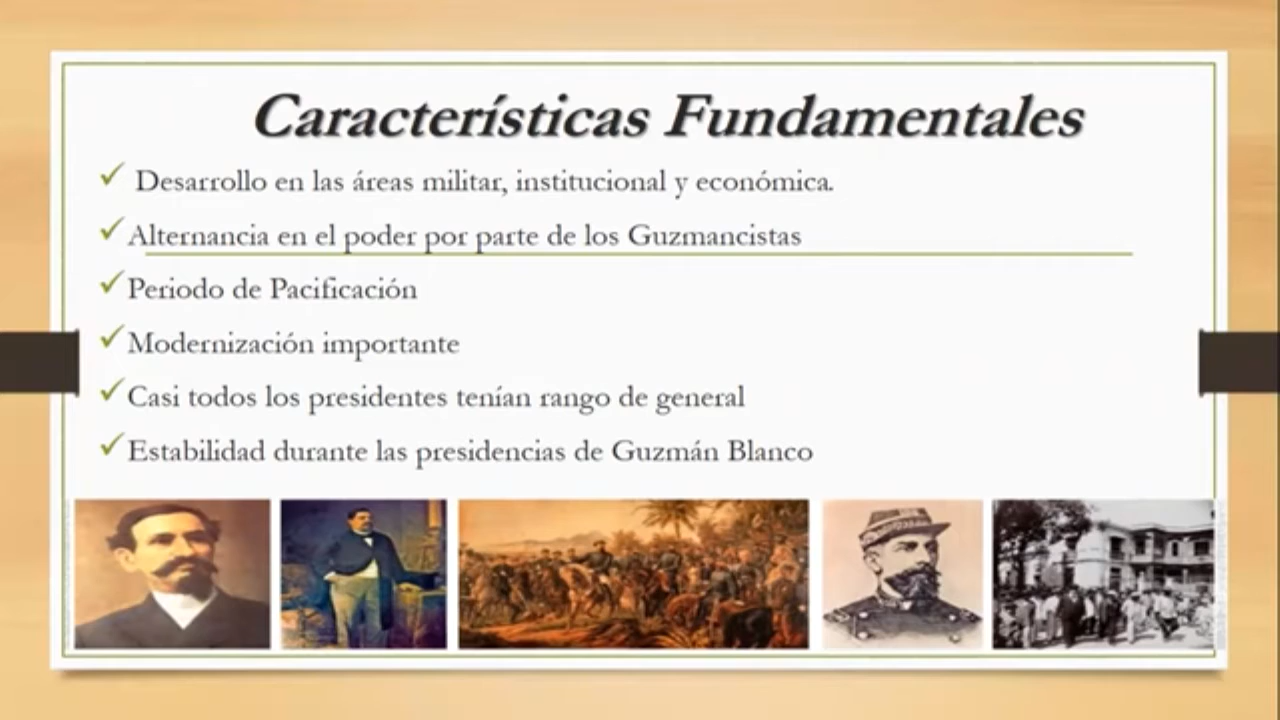 Características Fundamentales
Desarrollo en las áreas militar, institucional y económica.
Alternancia en el poder por parte de los Guzmancistas
Periodo de Pacificación
Modernización importante
Casi todos los presidentes tenían rango de general
Estabilidad durante las presidencias de Guzmán Blanco